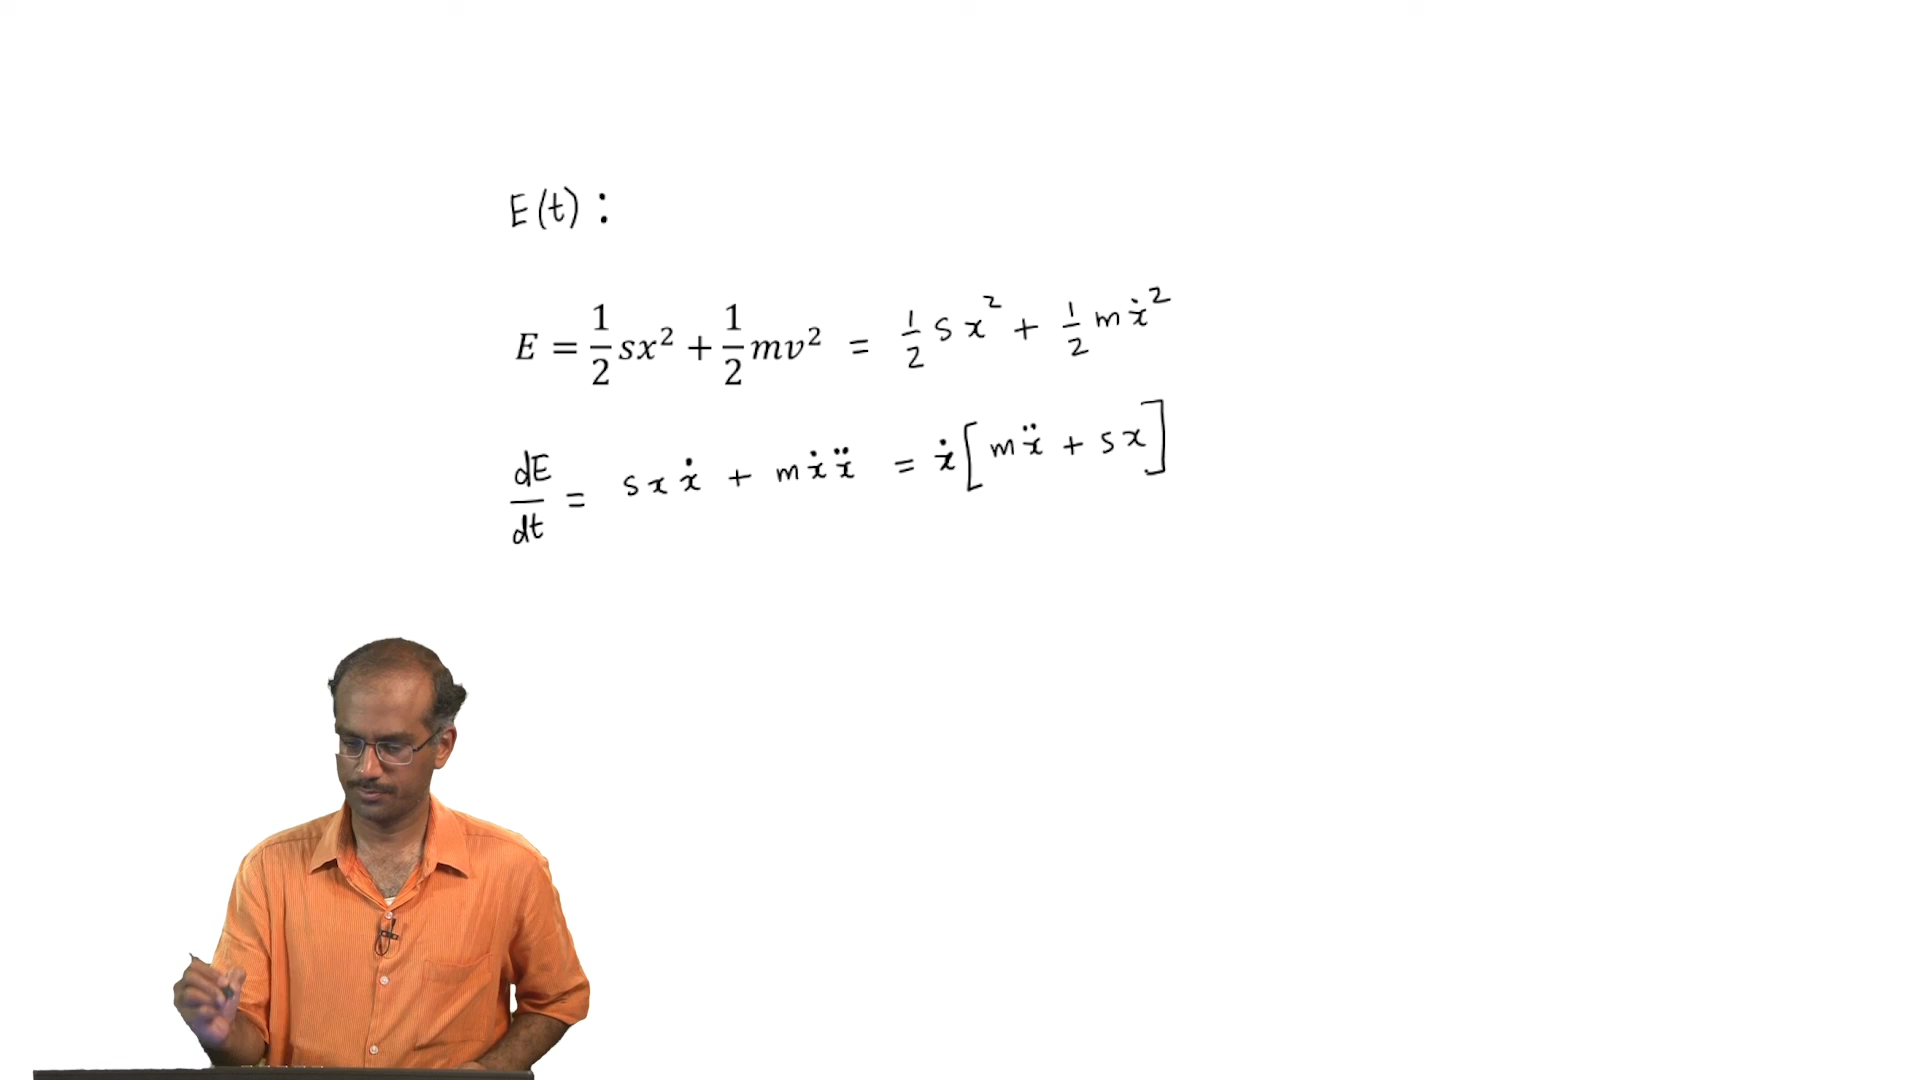 E(t) :
E = 1/2 sx² + 1/2 mv² = 1/2 s x² + 1/2 m ẋ²
dE/dt = s x ẋ + m ẋ ẍ = ẋ [ m ẍ + s x ]